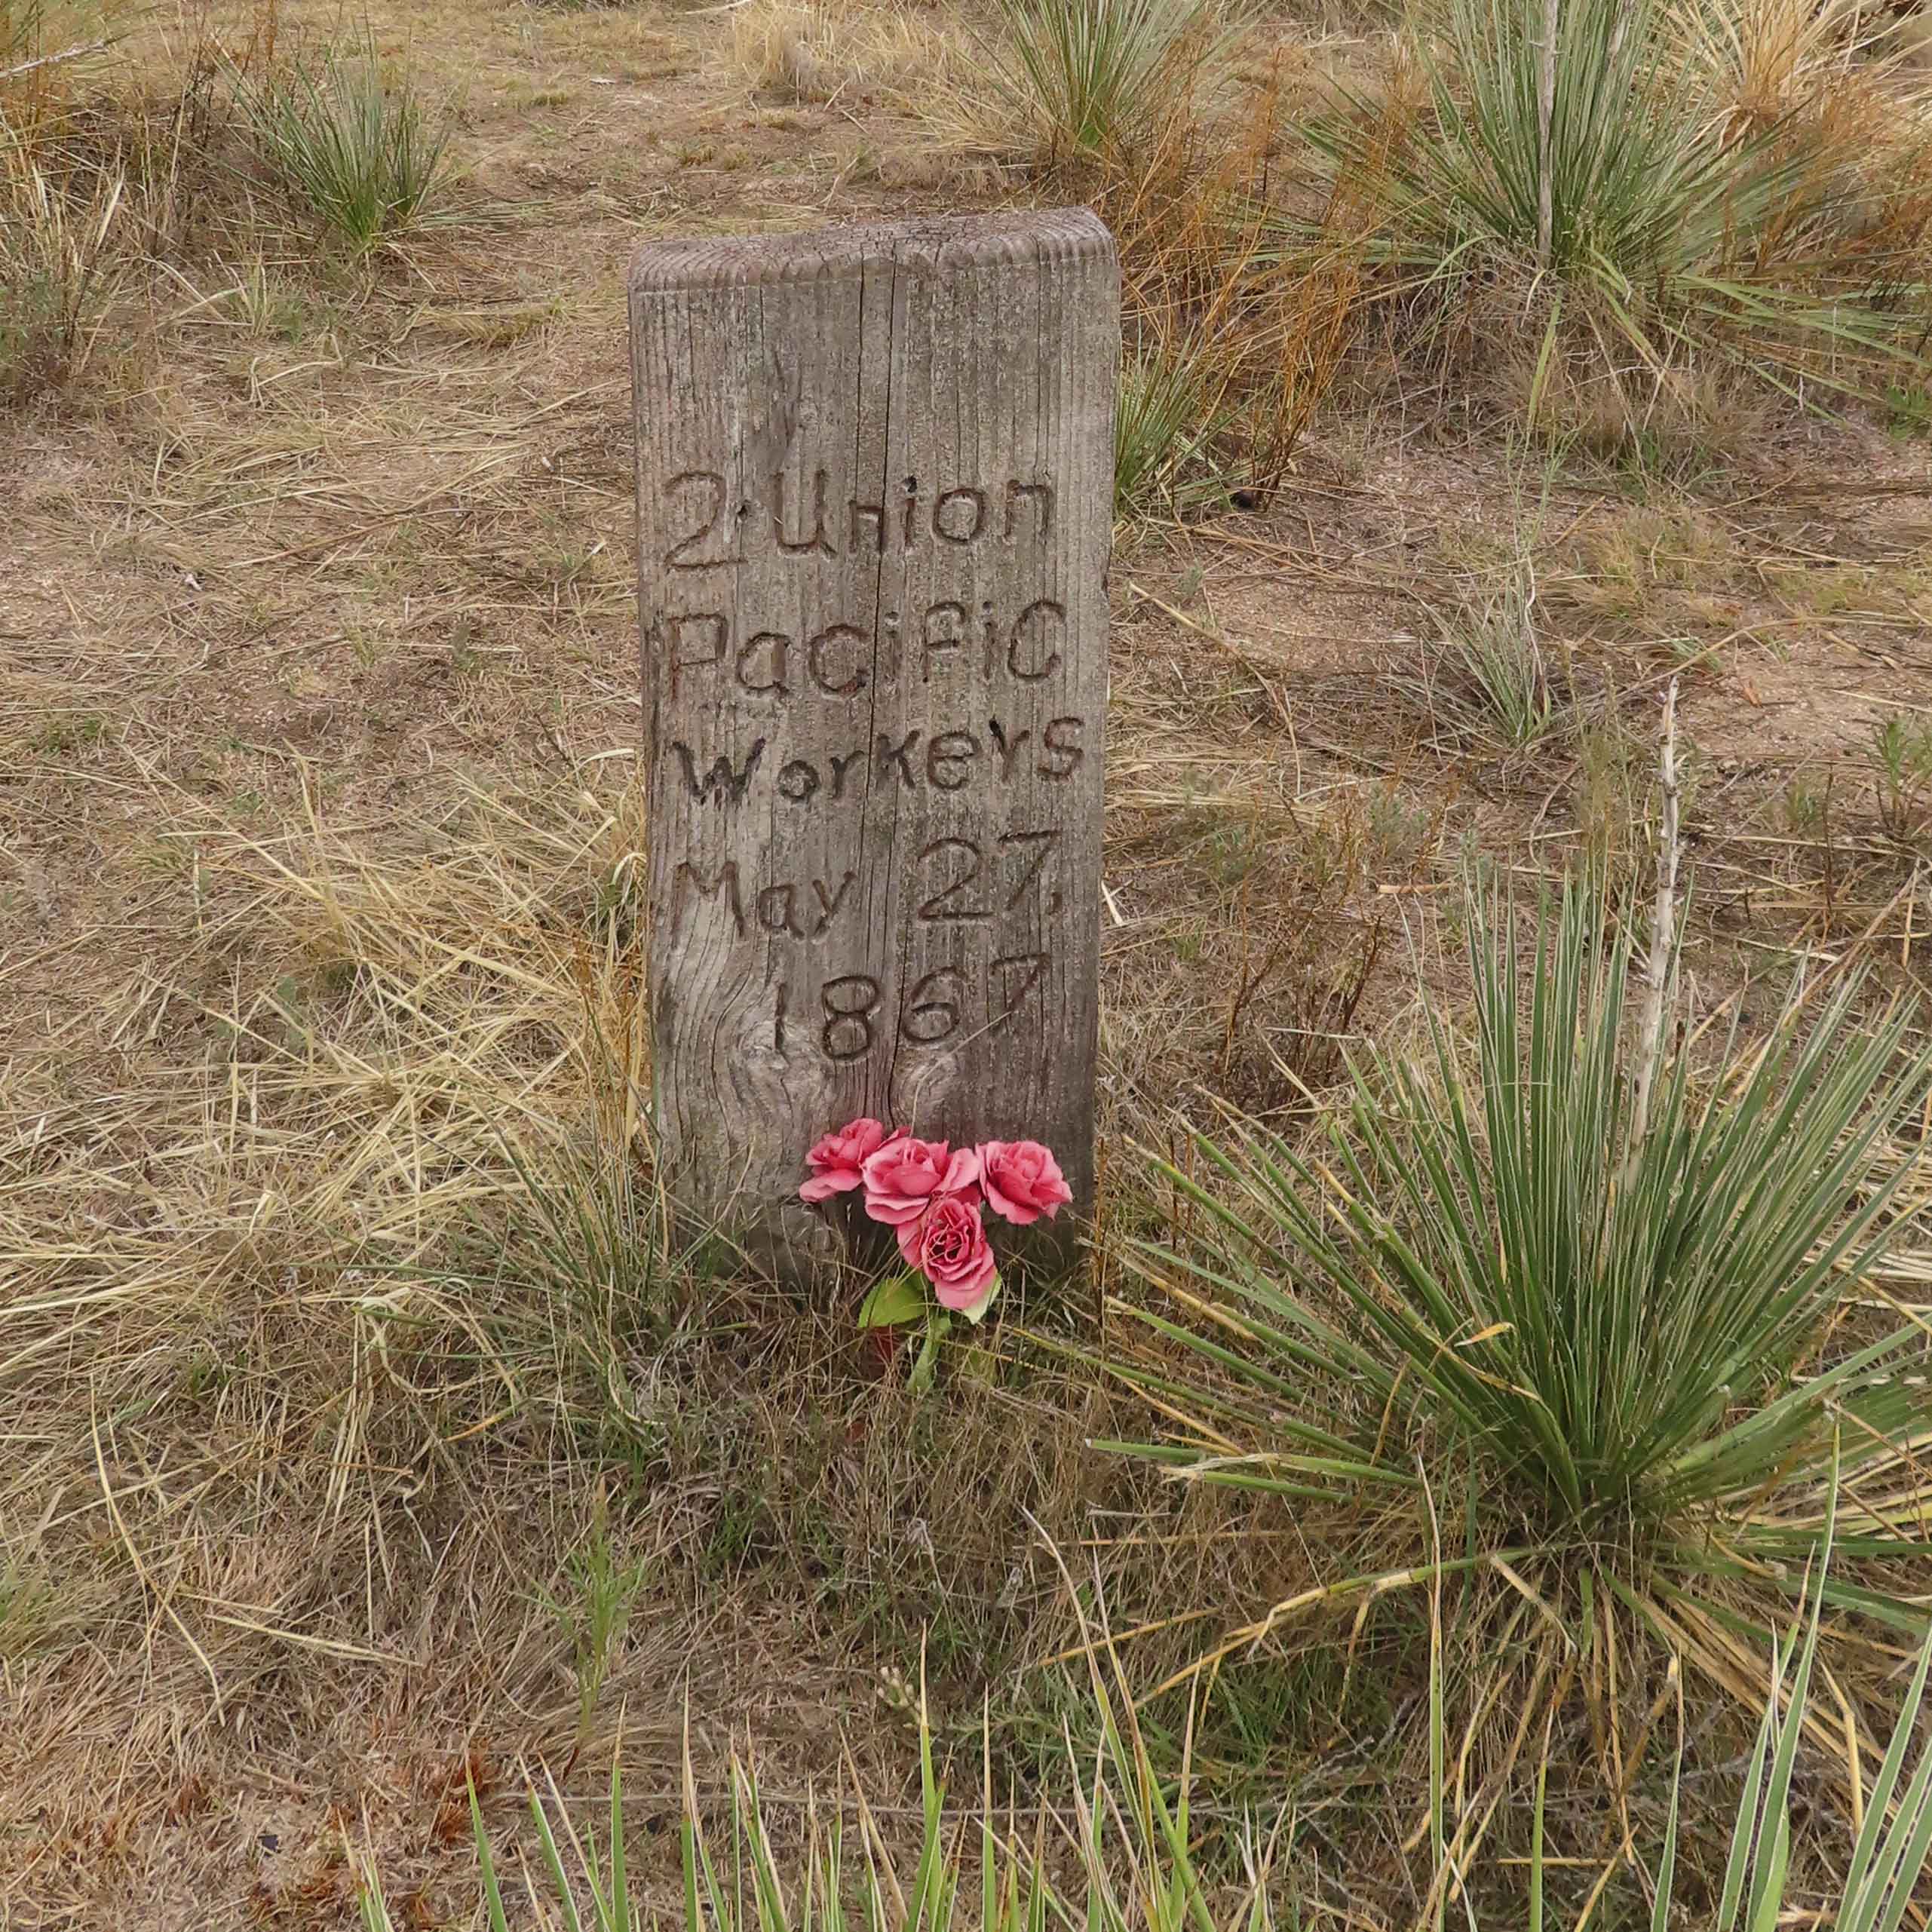 2 Union
Pacific
Workers
May 27,
1867